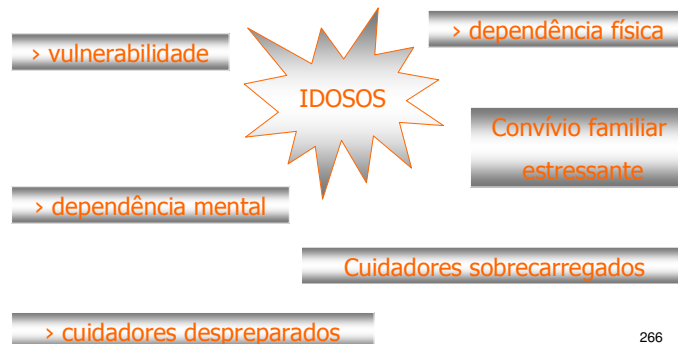 › dependência física
› vulnerabilidade
IDOSOS
Convívio familiar
estressante
› dependência mental
Cuidadores sobrecarregados
› cuidadores despreparados
266